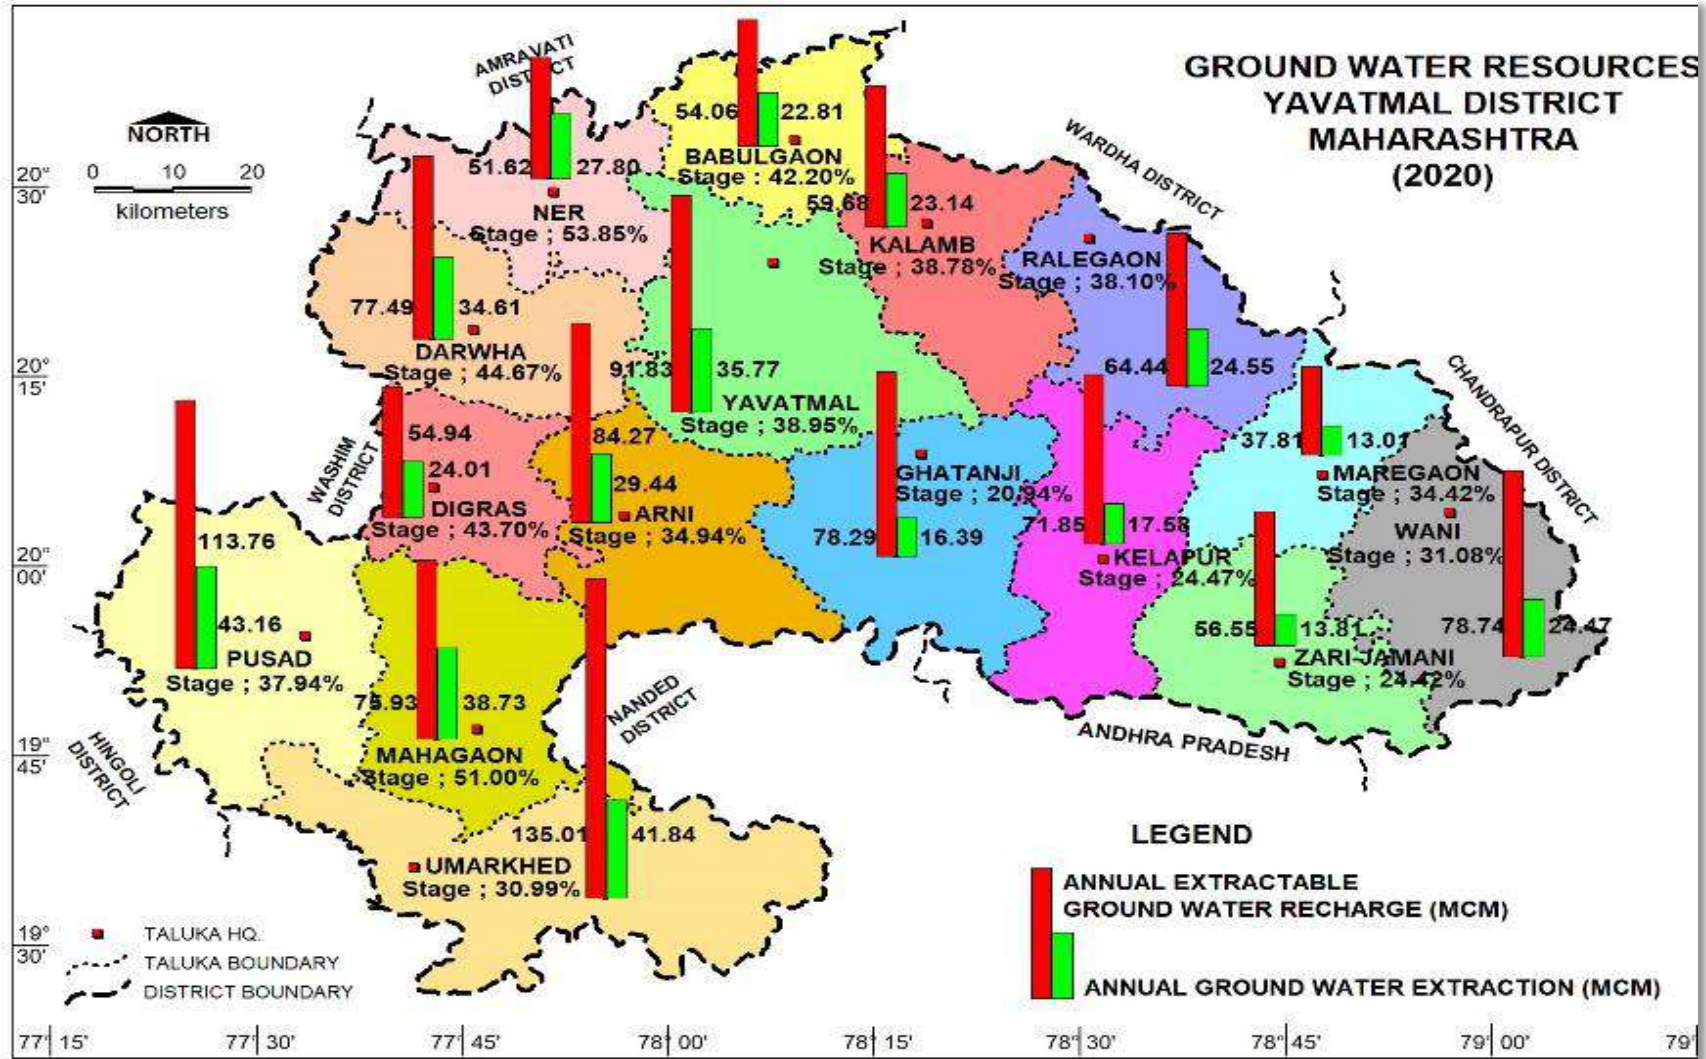 GROUND WATER RESOURCES
YAVATMAL DISTRICT
MAHARASHTRA
(2020)
NORTH
0 10 20
kilometers
AMRAVATI
DISTRICT
WARDHA DISTRICT
CHANDRAPUR DISTRICT
WASHIM
DISTRICT
HINGOLI
DISTRICT
NANDED
DISTRICT
ANDHRA PRADESH
54.06 22.81
BABULGAON
Stage : 42.20%
51.62 27.80
NER
Stage ; 53.85%
59.68 23.14
KALAMB
Stage ; 38.78%
RALEGAON
Stage ; 38.10%
64.44 24.55
77.49 34.61
DARWHA
Stage ; 44.67%
91.83 35.77
YAVATMAL
Stage ; 38.95%
54.94
24.01
DIGRAS
Stage ; 43.70%
84.27
29.44
ARNI
Stage ; 34.94%
GHATANJI
Stage ; 20.94%
78.29 16.39
71.85 17.58
KELAPUR
Stage ; 24.47%
37.81 13.01
MAREGAON
Stage ; 34.42%
WANI
Stage ; 31.08%
78.74 24.47
56.55 13.81
ZARI-JAMANI
Stage ; 24.42%
113.76
43.16
PUSAD
Stage ; 37.94%
75.93 38.73
MAHAGAON
Stage ; 51.00%
135.01 41.84
UMARKHED
Stage ; 30.99%
LEGEND
ANNUAL EXTRACTABLE
GROUND WATER RECHARGE (MCM)
ANNUAL GROUND WATER EXTRACTION (MCM)
TALUKA HQ.
TALUKA BOUNDARY
DISTRICT BOUNDARY
20°
30'
20°
15'
20°
00'
19°
45'
19°
30'
77°15' 77°30' 77°45' 78°00' 78°15' 78°30' 78°45' 79°00' 79°